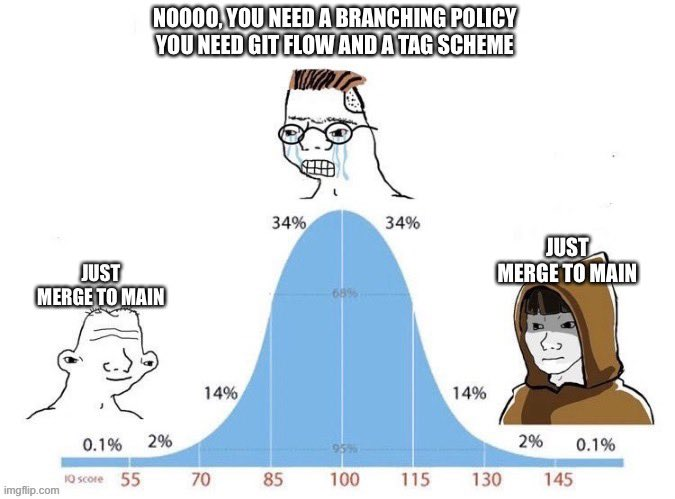 NOOOO, YOU NEED A BRANCHING POLICY
YOU NEED GIT FLOW AND A TAG SCHEME
34%
34%
JUST
MERGE TO MAIN
JUST
MERGE TO MAIN
68%
14%
14%
0.1%
2%
95%
2%
0.1%
IQ score
55
70
85
100
115
130
145
imgflip.com